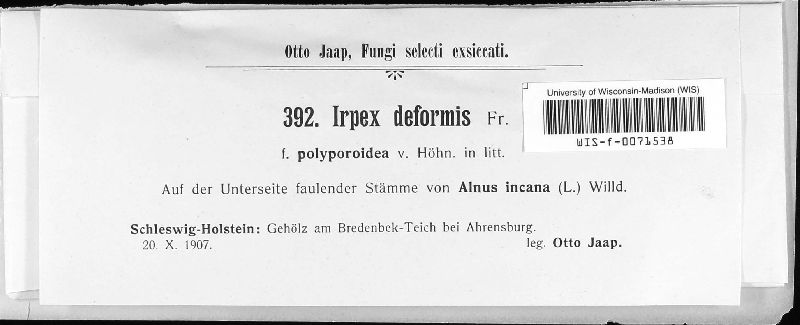 Otto Jaap, Fungi selecti exsiccati.
University of Wisconsin-Madison (WIS)
WIS-f-0071538
392. Irpex deformis Fr.
f. polyporoidea v. Höhn. in litt.
Auf der Unterseite faulender Stämme von Alnus incana (L.) Willd.
Schleswig-Holstein: Gehölz am Bredenbek-Teich bei Ahrensburg.
20. X. 1907. leg. Otto Jaap.